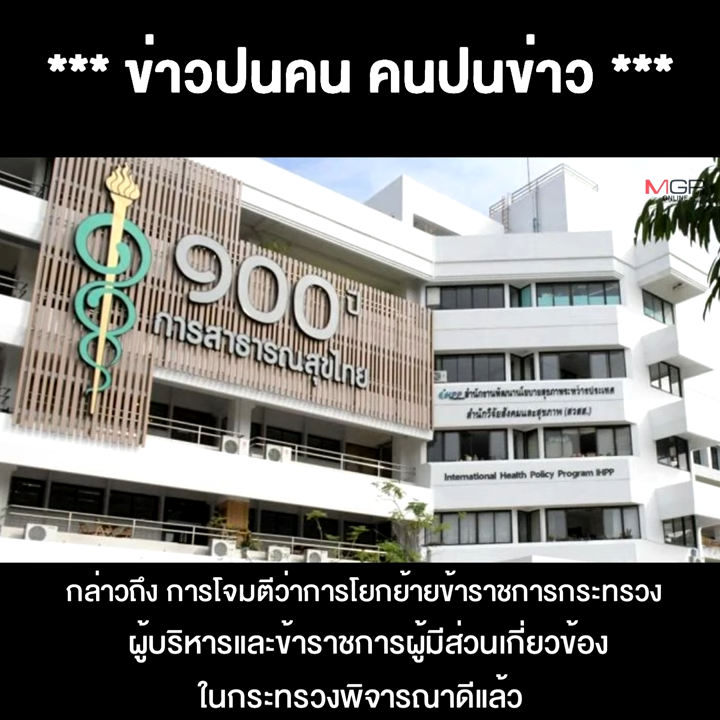 *** ข่าวปนคน คนปนข่าว ***
MGR
ONLINE
๑๐๐ ปี
การสาธารณสุขไทย
IHPP สำนักงานพัฒนานโยบายสุขภาพระหว่างประเทศ
สำนักวิจัยสังคมและสุขภาพ (สวสส.)
International Health Policy Program IHPP
กล่าวถึง การโจมตีว่าการโยกย้ายข้าราชการกระทรวง
ผู้บริหารและข้าราชการผู้มีส่วนเกี่ยวข้อง
ในกระทรวงพิจารณาดีแล้ว